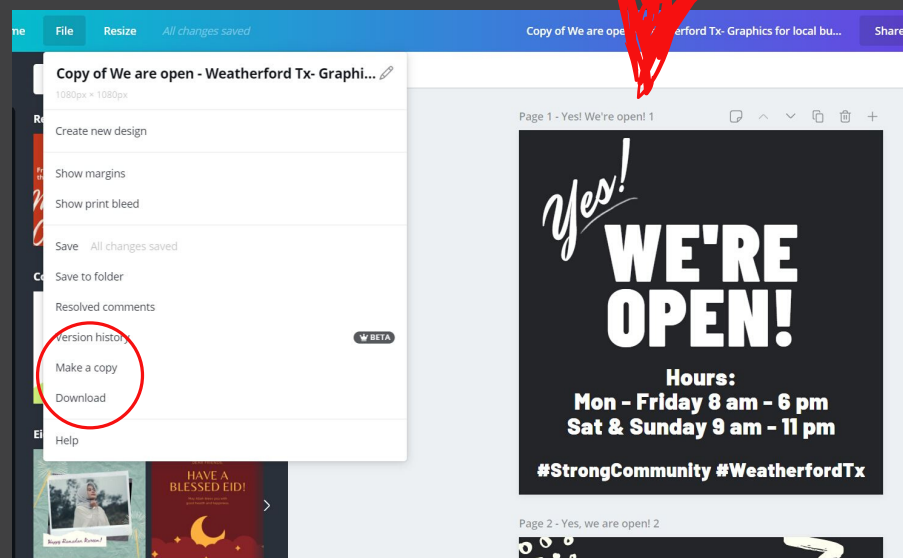 me File Resize All changes saved
Copy of We are ope erford Tx- Graphics for local bu... Share
Copy of We are open - Weatherford Tx- Graphi...
1080px × 1080px
Create new design
Show margins
Show print bleed
Save All changes saved
Save to folder
Resolved comments
Version history BETA
Make a copy
Download
Help
HAVE A
BLESSED EID!
Page 1 - Yes! We're open! 1
Yes!
WE'RE
OPEN!
Hours:
Mon - Friday 8 am - 6 pm
Sat & Sunday 9 am - 11 pm
#StrongCommunity #WeatherfordTx
Page 2 - Yes, we are open! 2